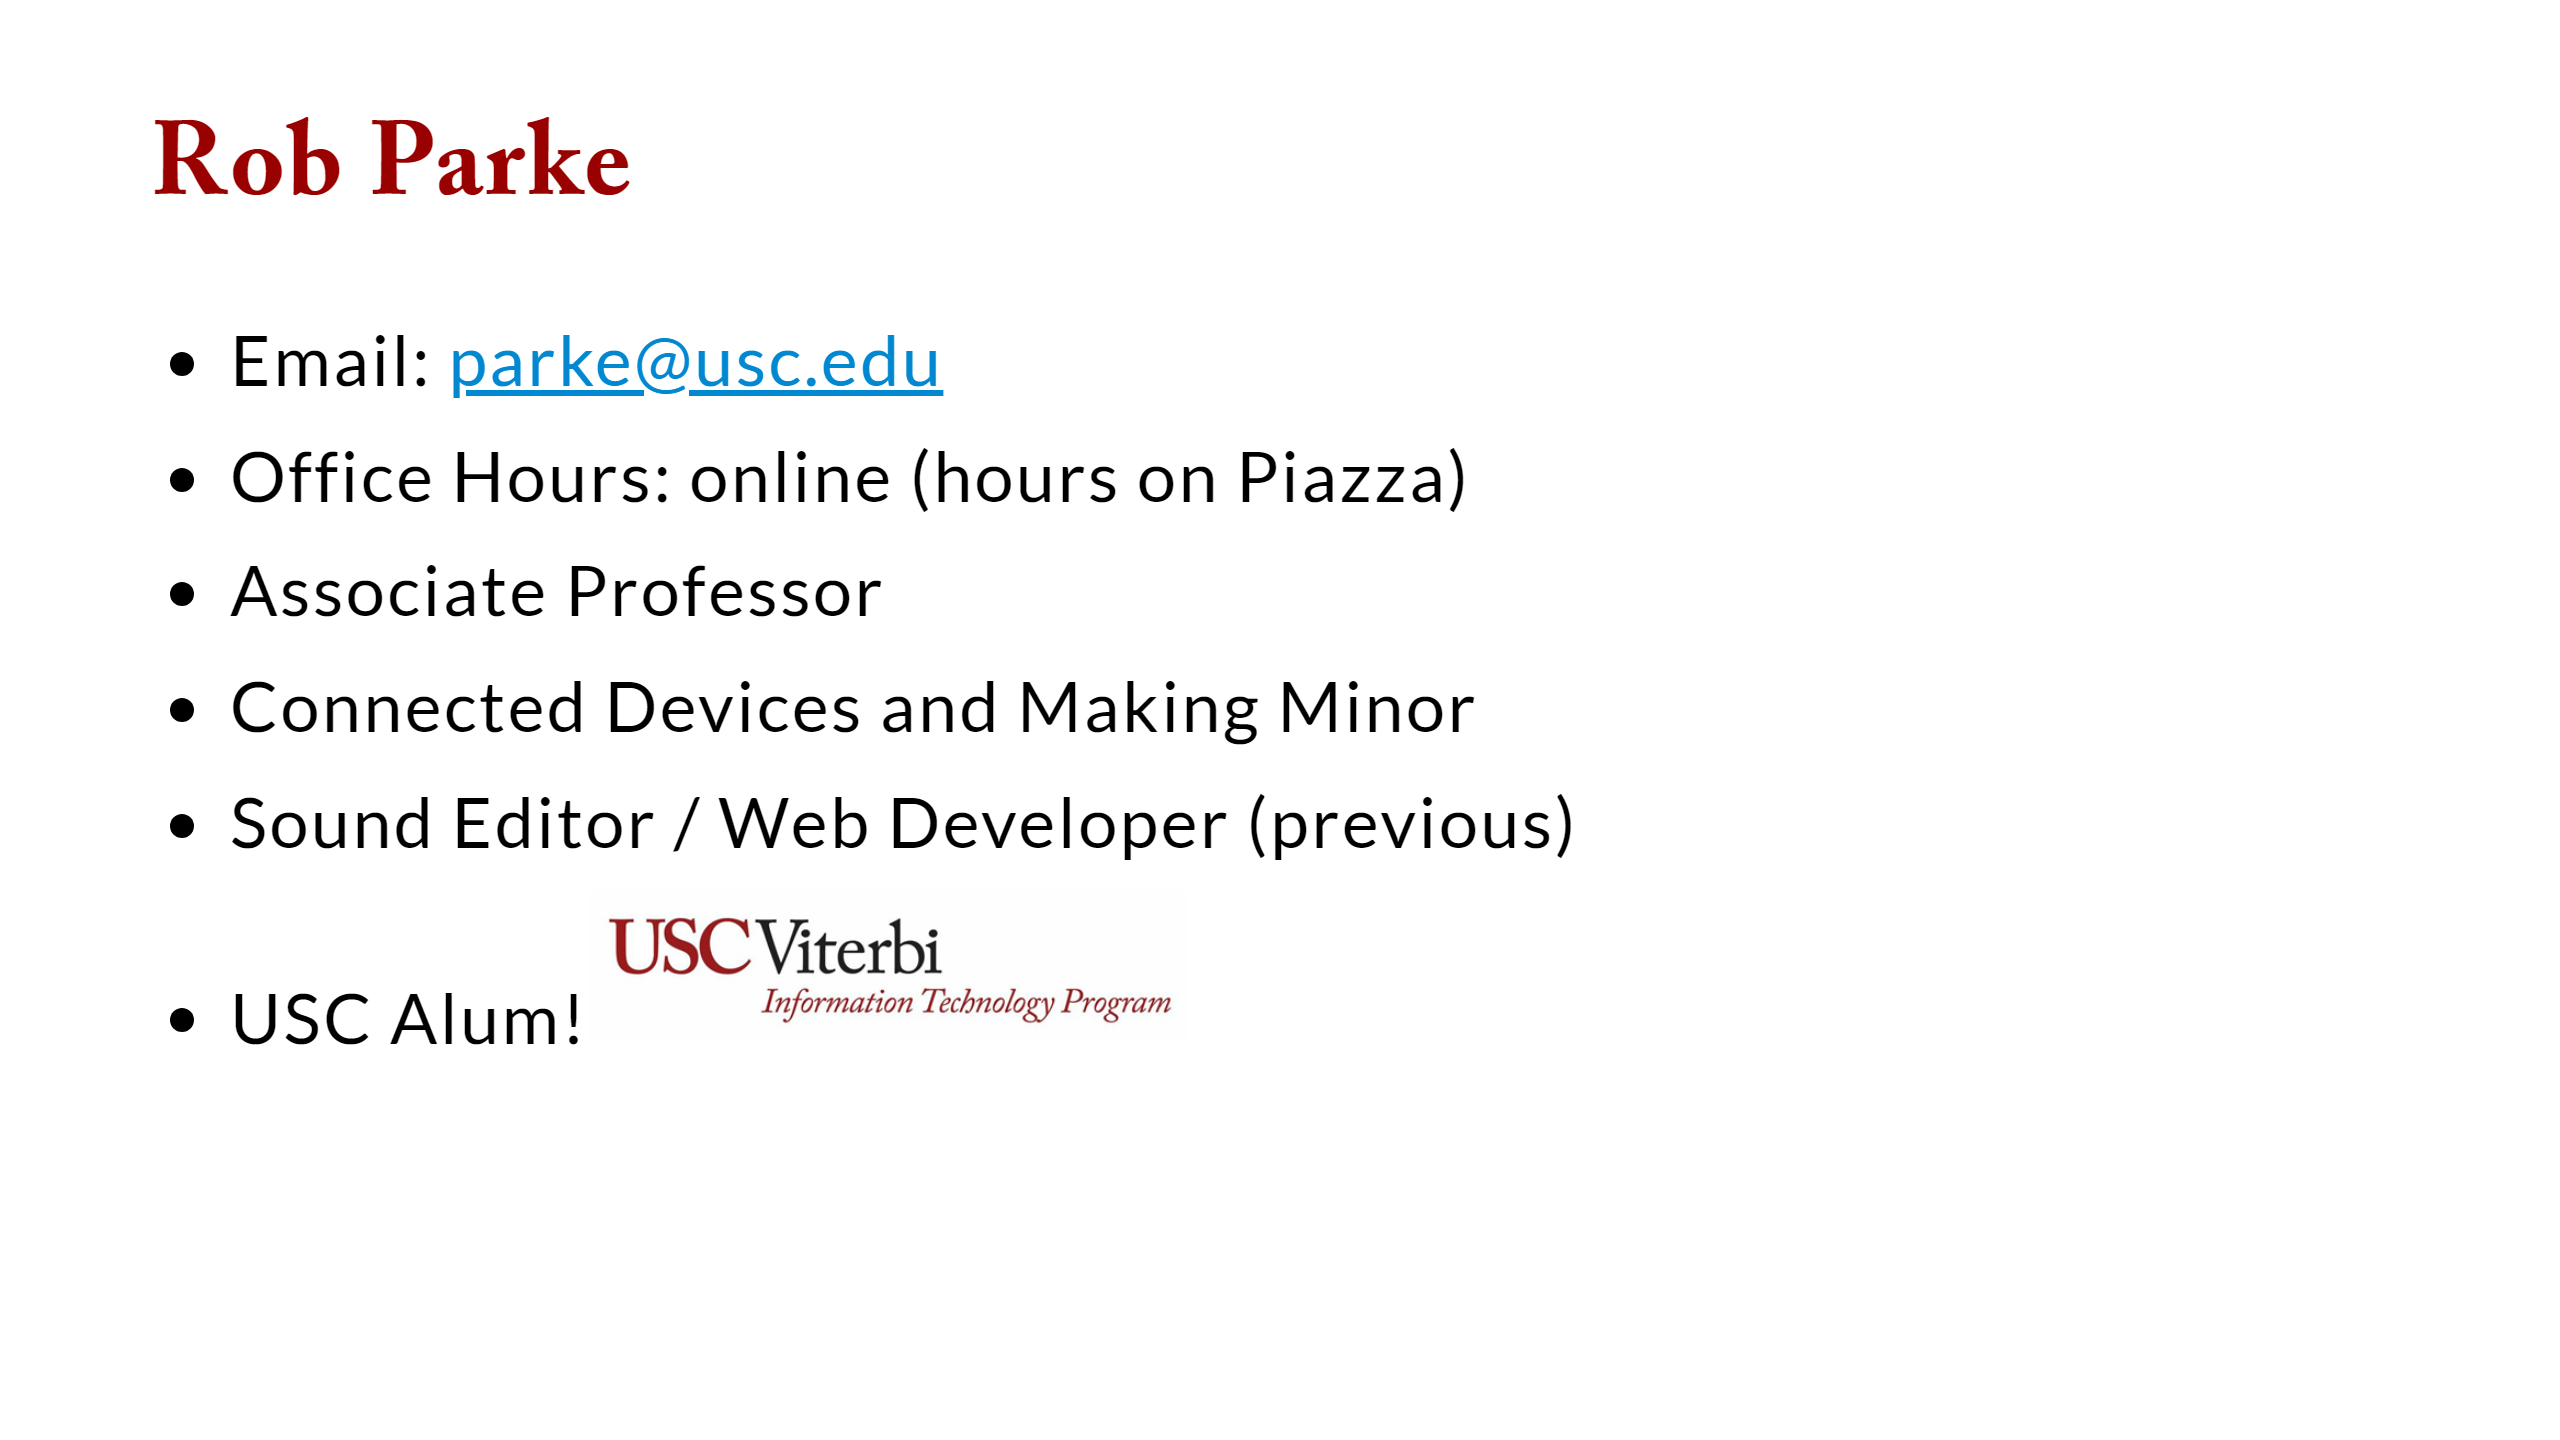 Rob Parke
• Email: parke@usc.edu
• Office Hours: online (hours on Piazza)
• Associate Professor
• Connected Devices and Making Minor
• Sound Editor / Web Developer (previous)
USC Viterbi
Information Technology Program
• USC Alum!